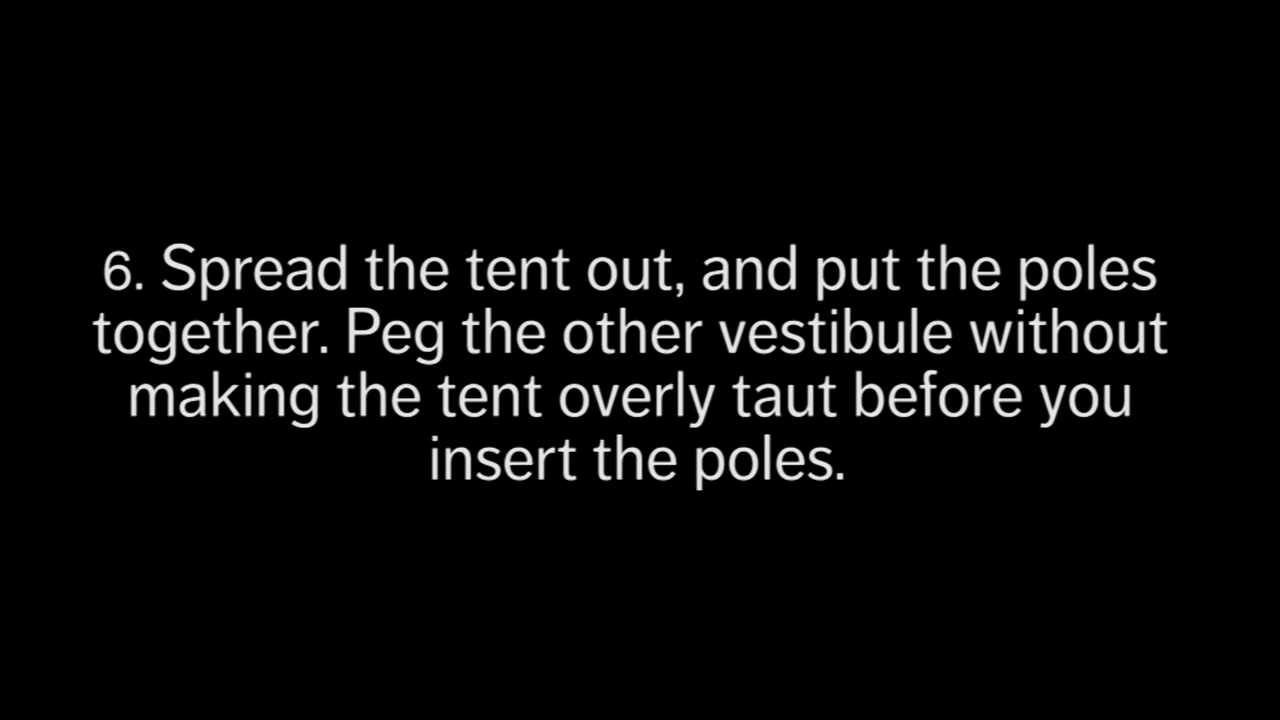 6. Spread the tent out, and put the poles
together. Peg the other vestibule without
making the tent overly taut before you
insert the poles.